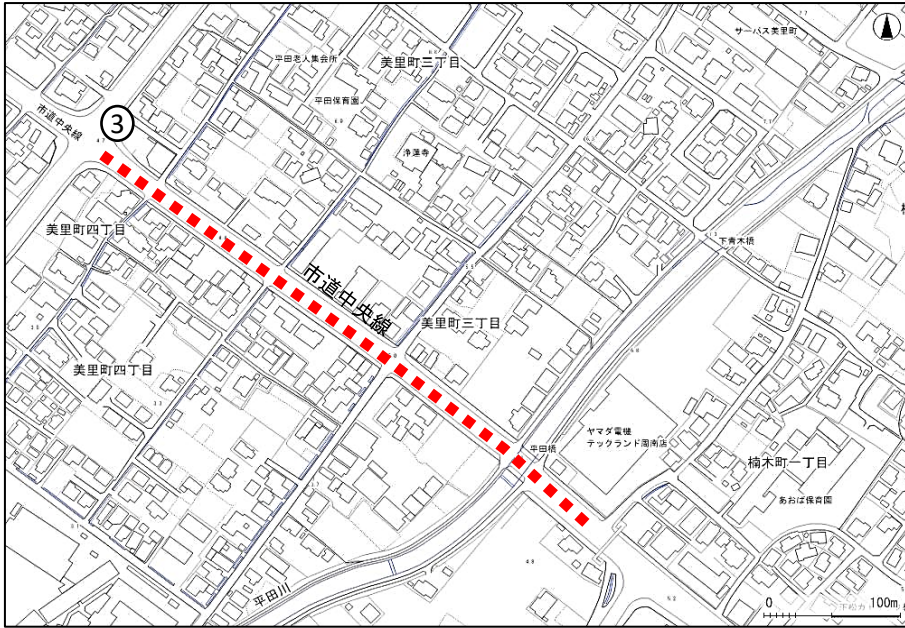 サーパス美里町
美里町三丁目
平田老人集会所
平田保育園
市道中央線
③
浄蓮寺
美里町四丁目
下青木橋
市道中央線
美里町三丁目
美里町四丁目
ヤマダ電機
テックランド周南店
平田橋
楠木町一丁目
あおば保育園
平田川
0 100m